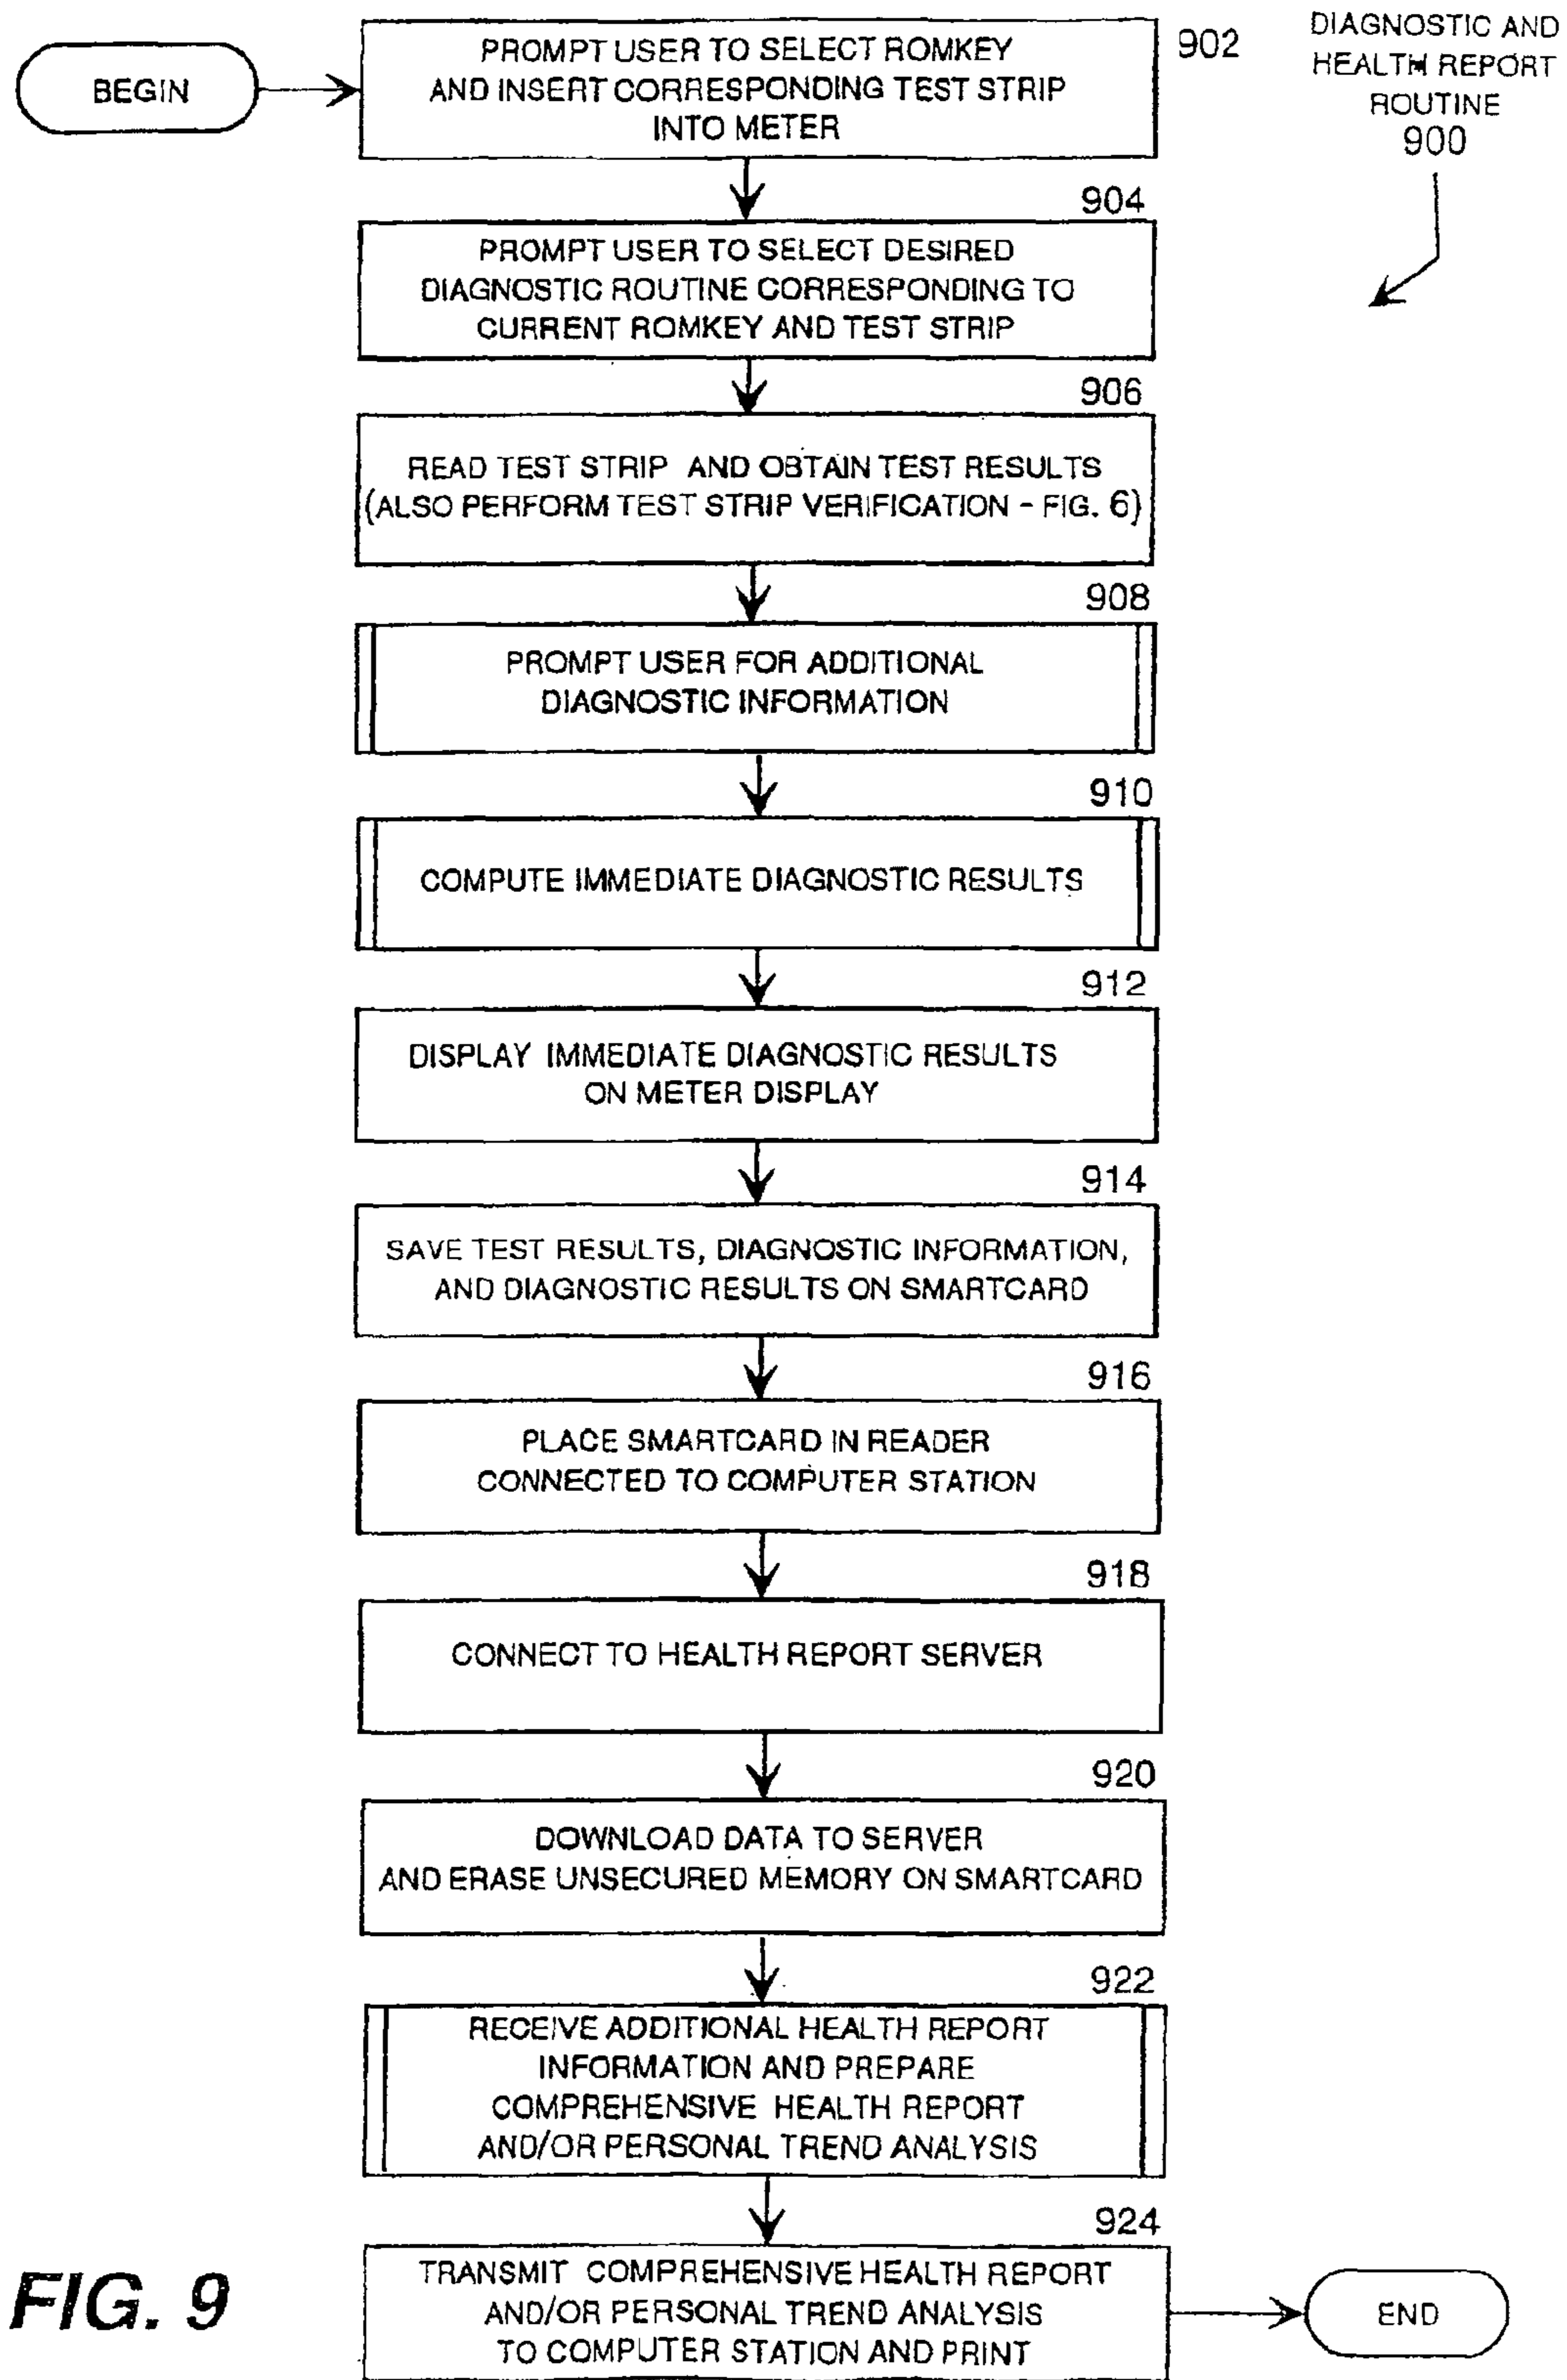 BEGIN
PROMPT USER TO SELECT ROMKEY
AND INSERT CORRESPONDING TEST STRIP
INTO METER
902
DIAGNOSTIC AND
HEALTH REPORT
ROUTINE
900
904
PROMPT USER TO SELECT DESIRED
DIAGNOSTIC ROUTINE CORRESPONDING TO
CURRENT ROMKEY AND TEST STRIP
906
READ TEST STRIP AND OBTAIN TEST RESULTS
(ALSO PERFORM TEST STRIP VERIFICATION - FIG. 6)
908
PROMPT USER FOR ADDITIONAL
DIAGNOSTIC INFORMATION
910
COMPUTE IMMEDIATE DIAGNOSTIC RESULTS
912
DISPLAY IMMEDIATE DIAGNOSTIC RESULTS
ON METER DISPLAY
914
SAVE TEST RESULTS, DIAGNOSTIC INFORMATION,
AND DIAGNOSTIC RESULTS ON SMARTCARD
916
PLACE SMARTCARD IN READER
CONNECTED TO COMPUTER STATION
918
CONNECT TO HEALTH REPORT SERVER
920
DOWNLOAD DATA TO SERVER
AND ERASE UNSECURED MEMORY ON SMARTCARD
922
RECEIVE ADDITIONAL HEALTH REPORT
INFORMATION AND PREPARE
COMPREHENSIVE HEALTH REPORT
AND/OR PERSONAL TREND ANALYSIS
924
TRANSMIT COMPREHENSIVE HEALTH REPORT
AND/OR PERSONAL TREND ANALYSIS
TO COMPUTER STATION AND PRINT
END
FIG. 9